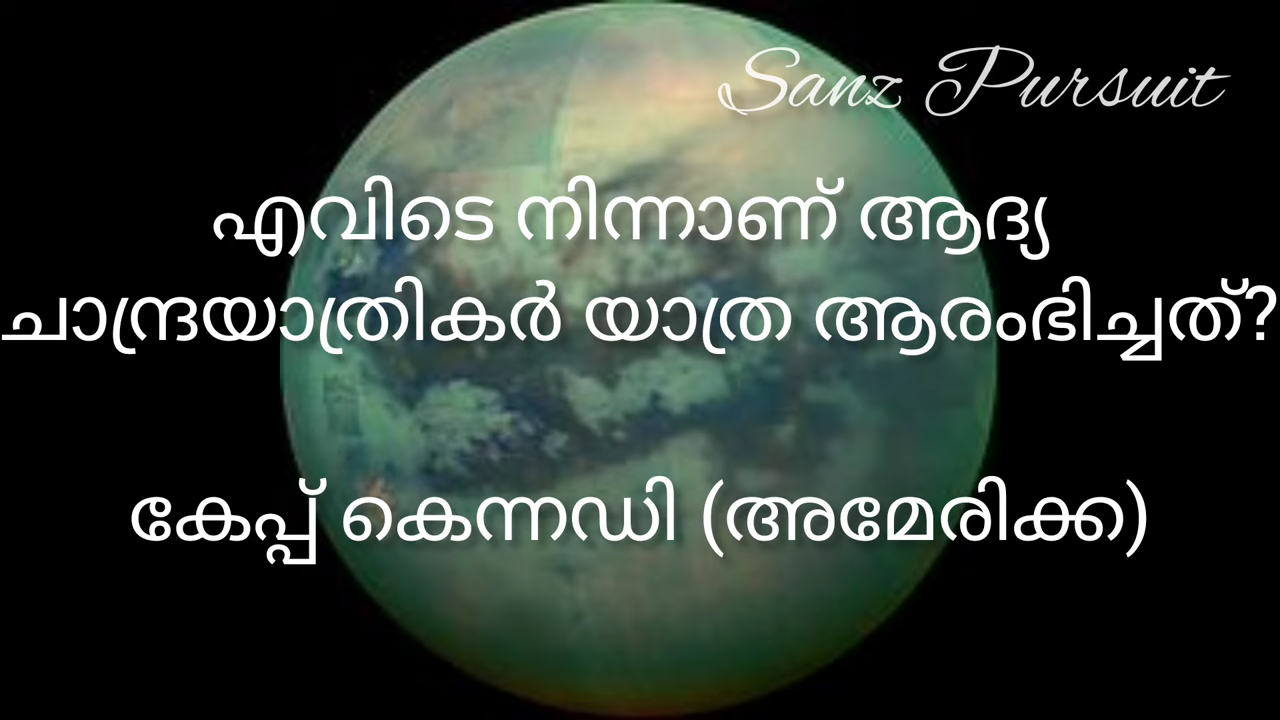 Sanz Pursuit
എവിടെ നിന്നാണ് ആദ്യ
ചാന്ദ്രയാത്രികർ യാത്ര ആരംഭിച്ചത്?
കേപ്പ് കെന്നഡി (അമേരിക്ക)